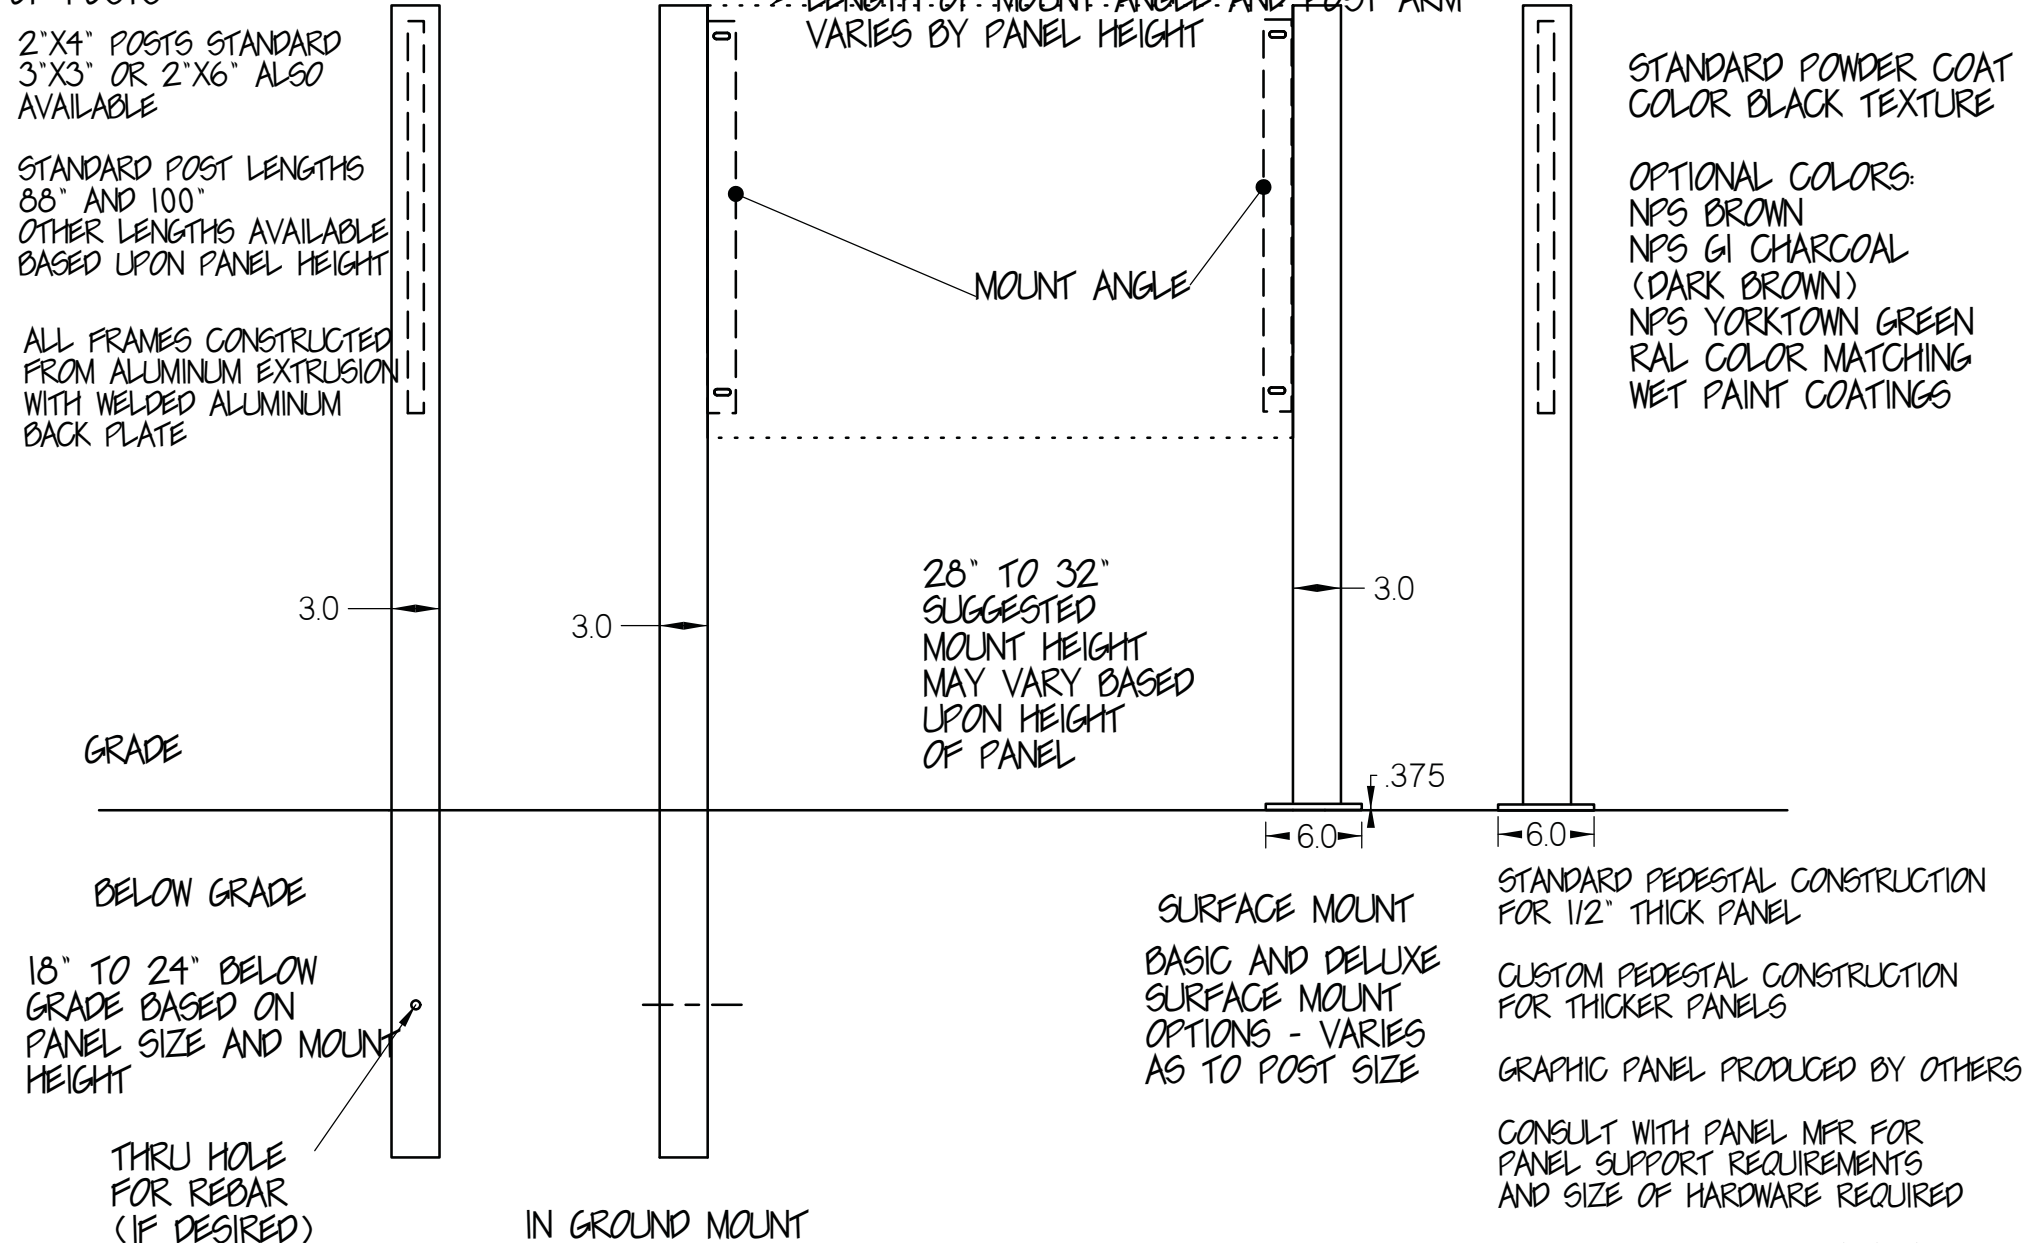 LENGTH OF MOUNT ANGLE AND POST ARM
VARIES BY PANEL HEIGHT
2"X4" POSTS STANDARD
3"X3" OR 2"X6" ALSO
AVAILABLE
STANDARD POST LENGTHS
88" AND 100"
OTHER LENGTHS AVAILABLE
BASED UPON PANEL HEIGHT
ALL FRAMES CONSTRUCTED
FROM ALUMINUM EXTRUSION
WITH WELDED ALUMINUM
BACK PLATE
MOUNT ANGLE
STANDARD POWDER COAT
COLOR BLACK TEXTURE
OPTIONAL COLORS:
NPS BROWN
NPS GI CHARCOAL
(DARK BROWN)
NPS YORKTOWN GREEN
RAL COLOR MATCHING
WET PAINT COATINGS
3.0
3.0
28" TO 32"
SUGGESTED
MOUNT HEIGHT
MAY VARY BASED
UPON HEIGHT
OF PANEL
3.0
GRADE
.375
6.0
6.0
BELOW GRADE
18" TO 24" BELOW
GRADE BASED ON
PANEL SIZE AND MOUNT
HEIGHT
THRU HOLE
FOR REBAR
(IF DESIRED)
IN GROUND MOUNT
SURFACE MOUNT
BASIC AND DELUXE
SURFACE MOUNT
OPTIONS - VARIES
AS TO POST SIZE
STANDARD PEDESTAL CONSTRUCTION
FOR 1/2" THICK PANEL
CUSTOM PEDESTAL CONSTRUCTION
FOR THICKER PANELS
GRAPHIC PANEL PRODUCED BY OTHERS
CONSULT WITH PANEL MFR FOR
PANEL SUPPORT REQUIREMENTS
AND SIZE OF HARDWARE REQUIRED